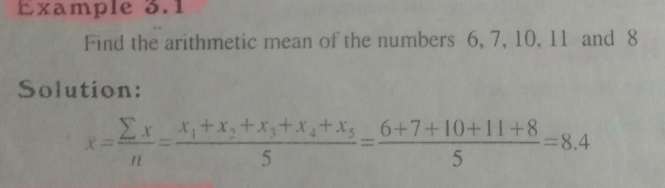 Example 3.1
Find the arithmetic mean of the numbers 6, 7, 10, 11 and 8
Solution:
x = Σx / n = x₁+x₂+x₃+x₄+x₅ / 5 = 6+7+10+11+8 / 5 = 8.4